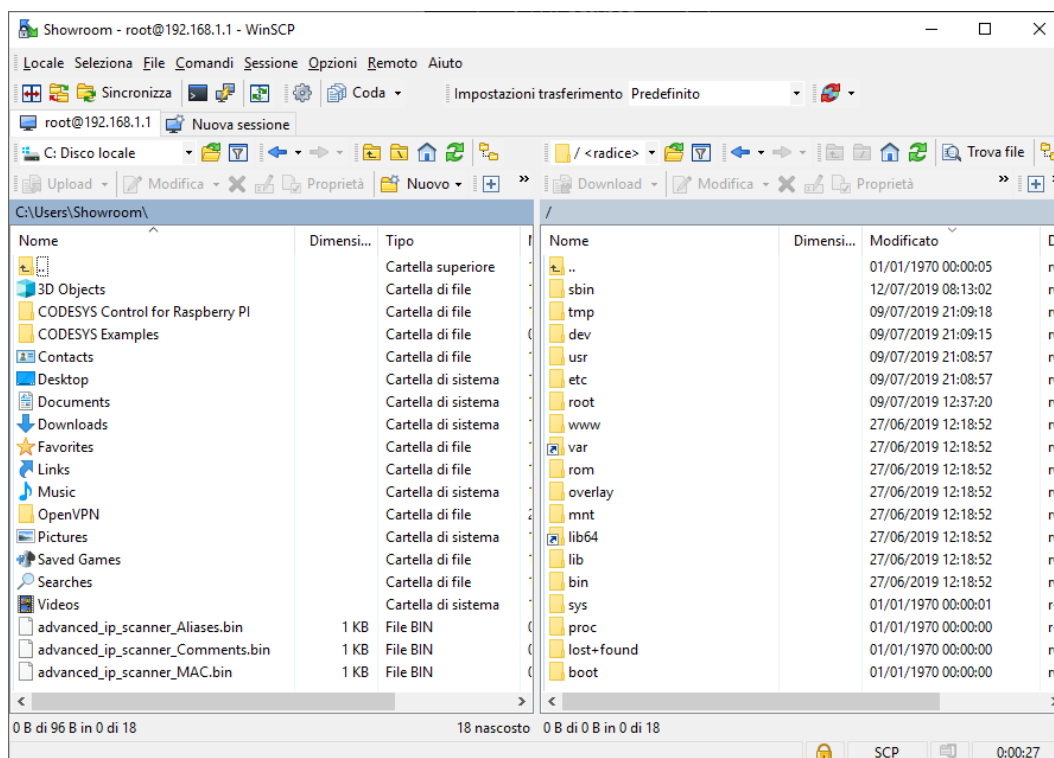 Showroom - root@192.168.1.1 - WinSCP
Locale Seleziona File Comandi Sessione Opzioni Remoto Aiuto
Sincronizza Coda Impostazioni trasferimento Predefinito
root@192.168.1.1 Nuova sessione
C: Disco locale / <radice> Trova file
Upload Modifica Proprietà Nuovo » Download Modifica Proprietà »
C:\Users\Showroom\ /
Nome Dimensi... Tipo Nome Dimensi... Modificato
.. Cartella superiore .. 01/01/1970 00:00:05
3D Objects Cartella di file sbin 12/07/2019 08:13:02
CODESYS Control for Raspberry PI Cartella di file tmp 09/07/2019 21:09:18
CODESYS Examples Cartella di file dev 09/07/2019 21:09:15
Contacts Cartella di file usr 09/07/2019 21:08:57
Desktop Cartella di sistema etc 09/07/2019 21:08:57
Documents Cartella di sistema root 09/07/2019 12:37:20
Downloads Cartella di sistema www 27/06/2019 12:18:52
Favorites Cartella di file var 27/06/2019 12:18:52
Links Cartella di file rom 27/06/2019 12:18:52
Music Cartella di sistema overlay 27/06/2019 12:18:52
OpenVPN Cartella di file mnt 27/06/2019 12:18:52
Pictures Cartella di sistema lib64 27/06/2019 12:18:52
Saved Games Cartella di file lib 27/06/2019 12:18:52
Searches Cartella di file bin 27/06/2019 12:18:52
Videos Cartella di sistema sys 01/01/1970 00:00:01
advanced_ip_scanner_Aliases.bin 1 KB File BIN proc 01/01/1970 00:00:00
advanced_ip_scanner_Comments.bin 1 KB File BIN lost+found 01/01/1970 00:00:00
advanced_ip_scanner_MAC.bin 1 KB File BIN boot 01/01/1970 00:00:00
0 B di 96 B in 0 di 18 18 nascosto 0 B di 0 B in 0 di 18
SCP 0:00:27